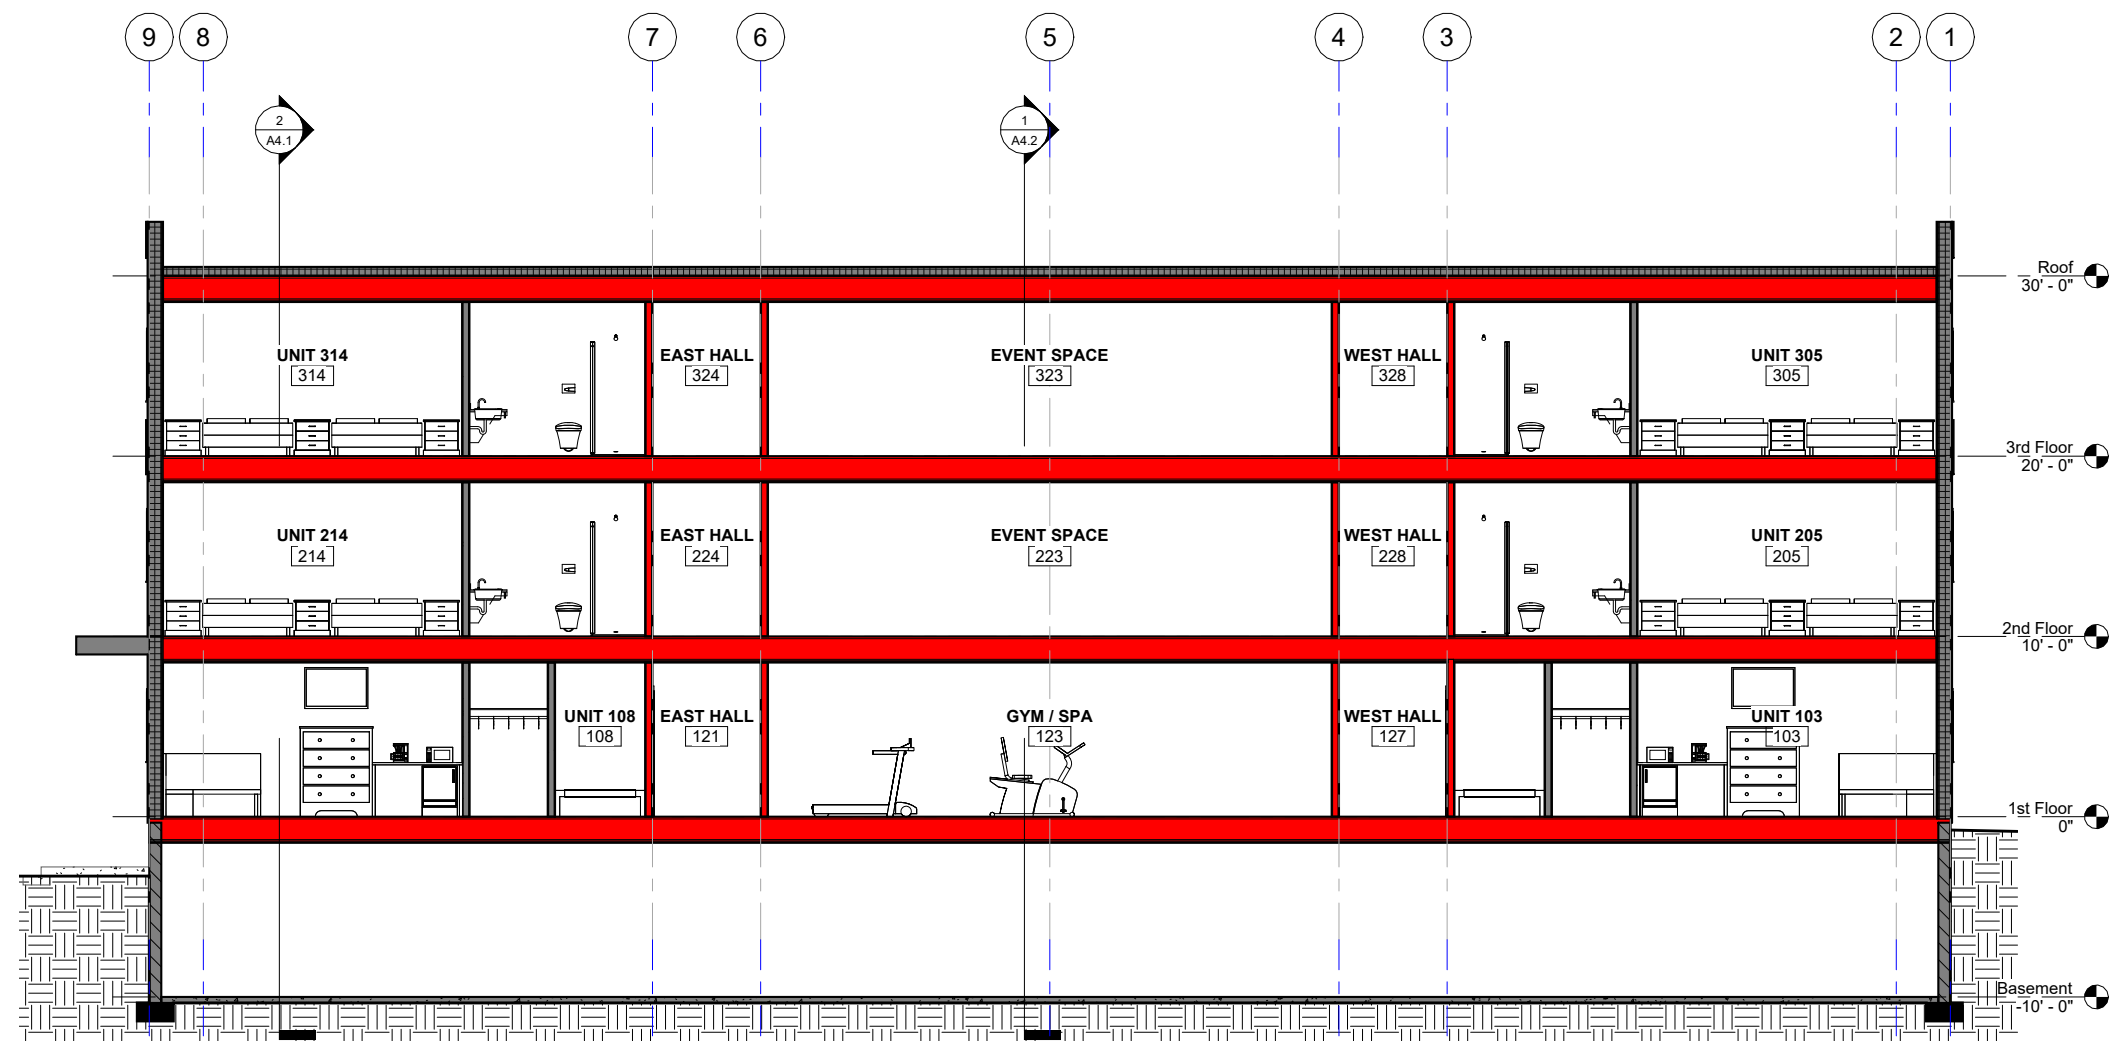 9 8 7 6 5 4 3 2 1
2
A4.1
1
A4.2
Roof
30' - 0"
UNIT 314
314
EAST HALL
324
EVENT SPACE
323
WEST HALL
328
UNIT 305
305
3rd Floor
20' - 0"
UNIT 214
214
EAST HALL
224
EVENT SPACE
223
WEST HALL
228
UNIT 205
205
2nd Floor
10' - 0"
UNIT 108
108
EAST HALL
121
GYM / SPA
123
WEST HALL
127
UNIT 103
103
1st Floor
0"
Basement
-10' - 0"